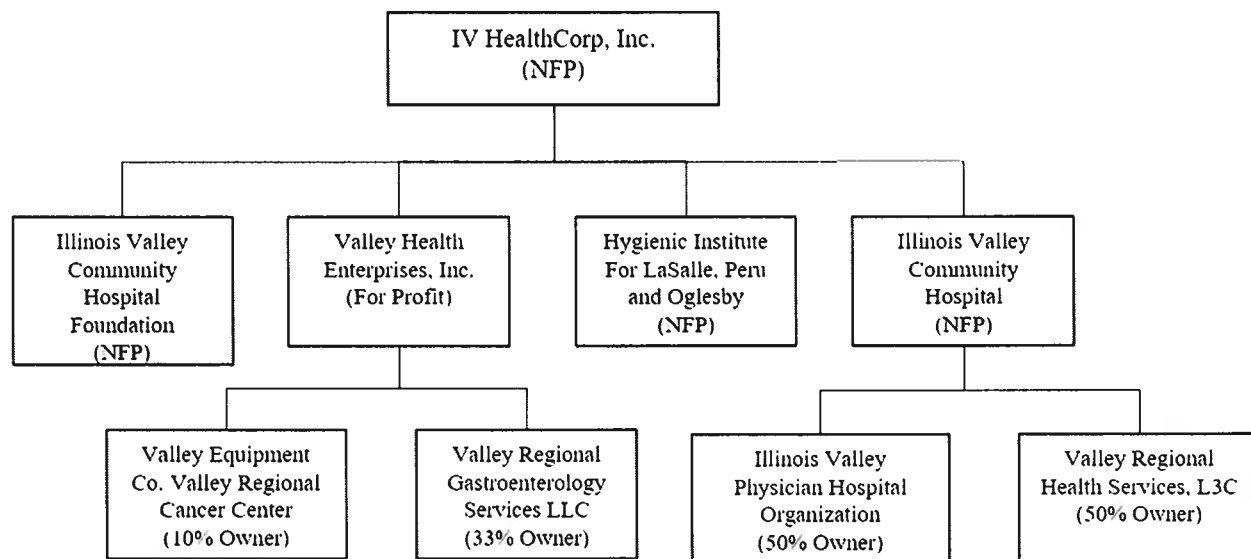 IV HealthCorp, Inc.
(NFP)
Illinois Valley
Community
Hospital
Foundation
(NFP)
Valley Health
Enterprises, Inc.
(For Profit)
Hygienic Institute
For LaSalle, Peru
and Oglesby
(NFP)
Illinois Valley
Community
Hospital
(NFP)
Valley Equipment
Co. Valley Regional
Cancer Center
(10% Owner)
Valley Regional
Gastroenterology
Services LLC
(33% Owner)
Illinois Valley
Physician Hospital
Organization
(50% Owner)
Valley Regional
Health Services, L3C
(50% Owner)